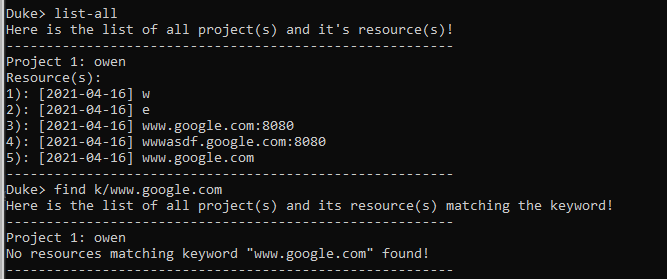 Duke> list-all
Here is the list of all project(s) and it's resource(s)!
--------------------------------------------------------
Project 1: owen
Resource(s):
1): [2021-04-16] w
2): [2021-04-16] e
3): [2021-04-16] www.google.com:8080
4): [2021-04-16] wwwasdf.google.com:8080
5): [2021-04-16] www.google.com
--------------------------------------------------------
Duke> find k/www.google.com
Here is the list of all project(s) and its resource(s) matching the keyword!
--------------------------------------------------------
Project 1: owen
No resources matching keyword "www.google.com" found!
--------------------------------------------------------